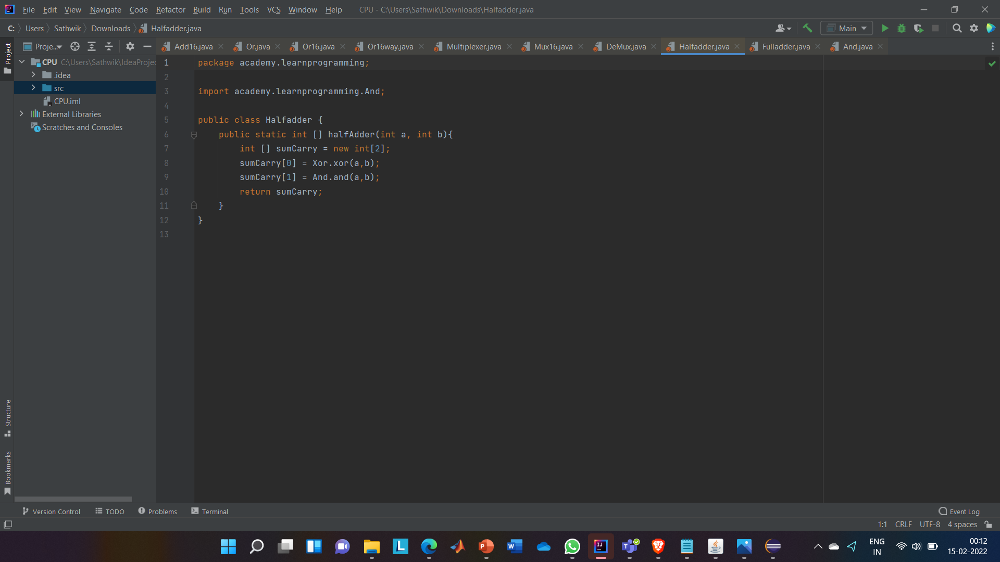 File Edit View Navigate Code Refactor Build Run Tools VCS Window Help CPU - C:\Users\Sathwik\Downloads\Halfadder.java
C: Users Sathwik Downloads Halfadder.java Main
Project
Proje... Add16.java Or.java Or16.java Or16way.java Multiplexer.java Mux16.java DeMux.java Halfadder.java Fulladder.java And.java
CPU C:\Users\Sathwik\IdeaProjec
.idea
src
CPU.iml
External Libraries
Scratches and Consoles
1 package academy.learnprogramming;
2
3 import academy.learnprogramming.And;
4
5 public class Halfadder {
6 public static int [] halfAdder(int a, int b){
7 int [] sumCarry = new int[2];
8 sumCarry[0] = Xor.xor(a,b);
9 sumCarry[1] = And.and(a,b);
10 return sumCarry;
11 }
12 }
13
Structure
Bookmarks
Version Control TODO Problems Terminal Event Log
1:1 CRLF UTF-8 4 spaces
ENG 00:12
IN 15-02-2022